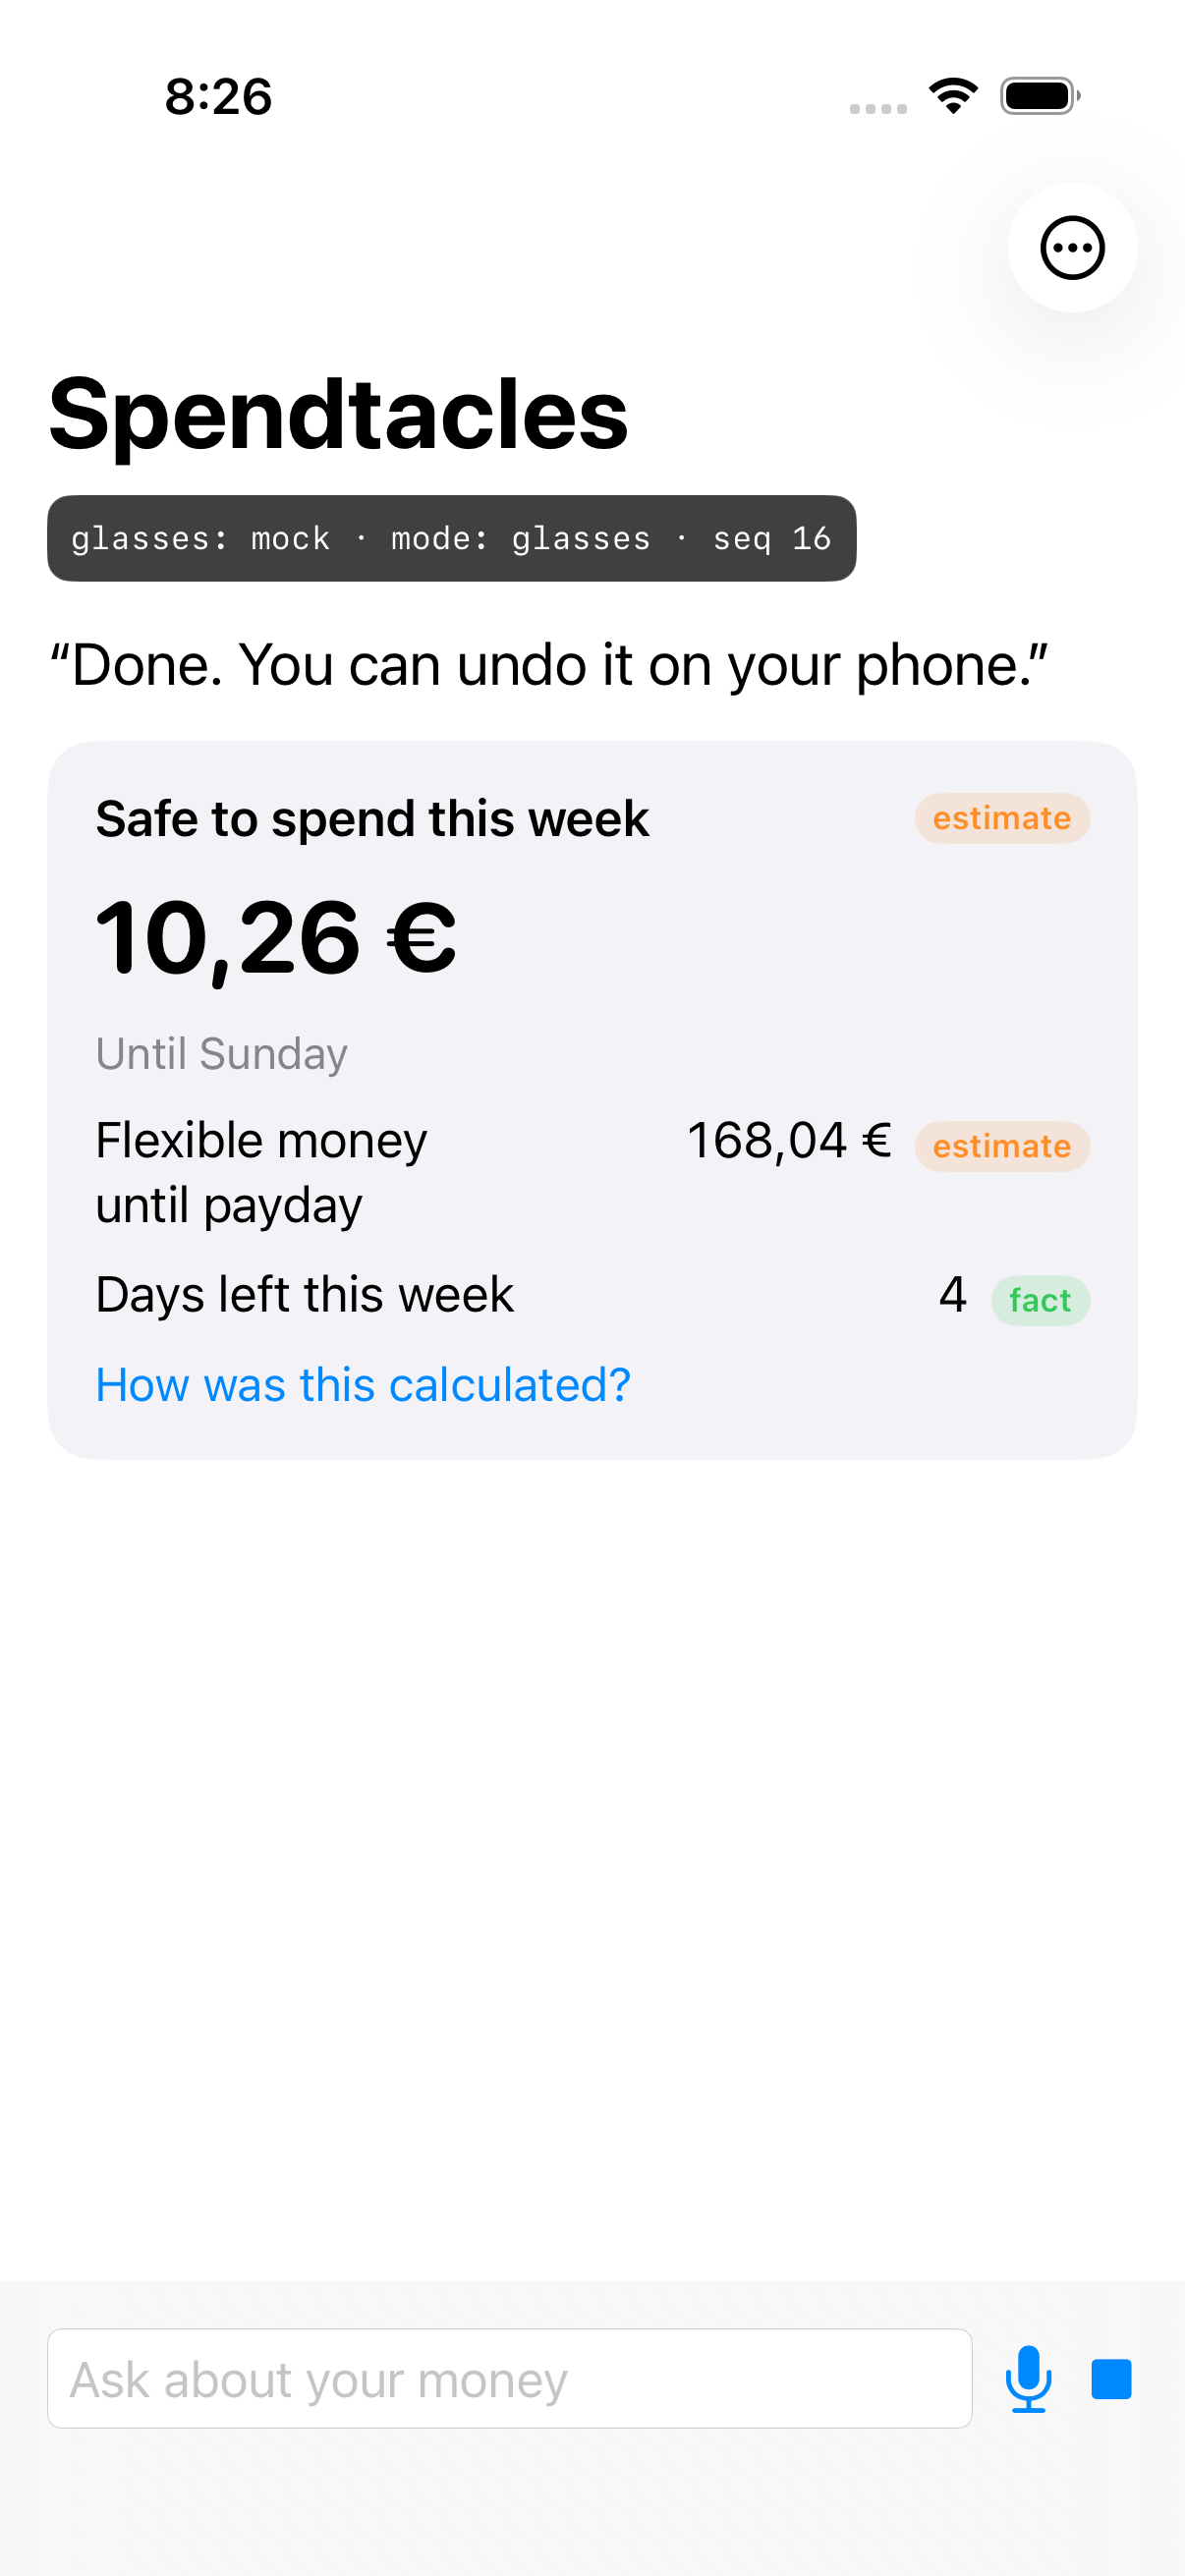 8:26
Spendtacles
glasses: mock · mode: glasses · seq 16
“Done. You can undo it on your phone.”
Safe to spend this week estimate
10,26 €
Until Sunday
Flexible money 168,04 € estimate
until payday
Days left this week 4 fact
How was this calculated?
Ask about your money